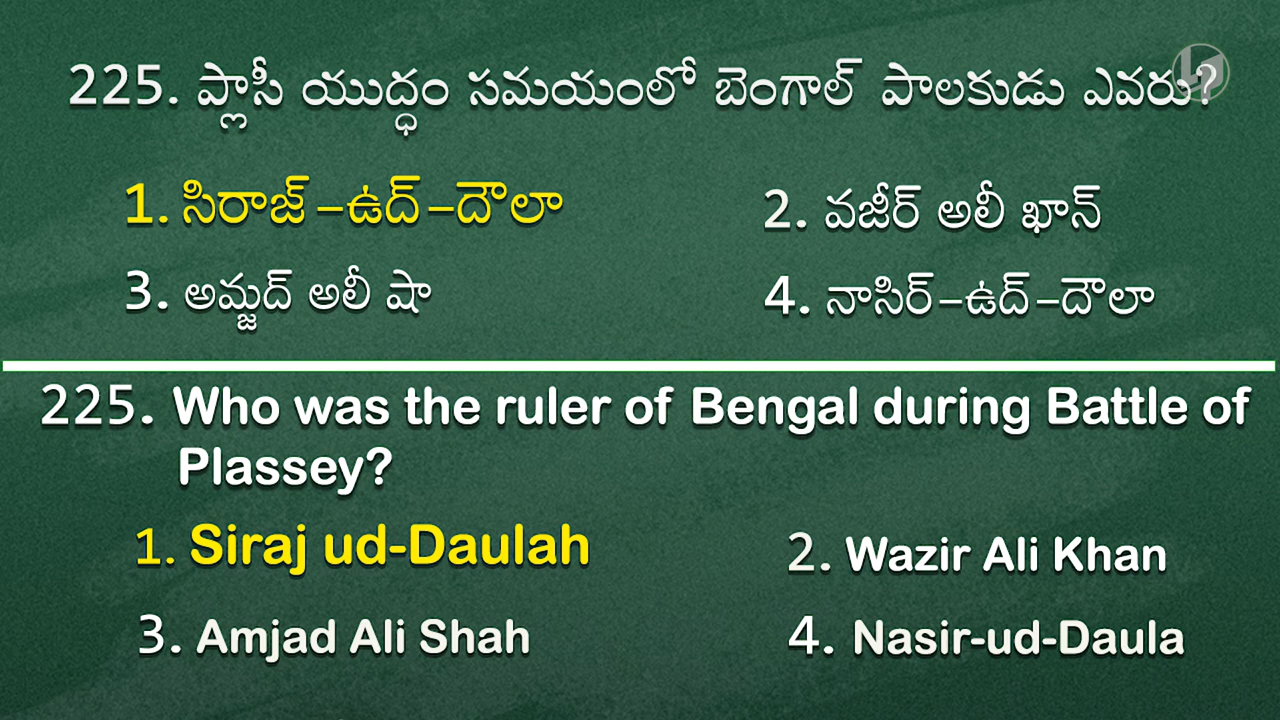 225. ప్లాసీ యుద్ధం సమయంలో బెంగాల్ పాలకుడు ఎవరు?
1. సిరాజ్-ఉద్-దౌలా
2. వజీర్ అలీ ఖాన్
3. అమ్జద్ అలీ షా
4. నాసిర్-ఉద్-దౌలా
225. Who was the ruler of Bengal during Battle of
Plassey?
1. Siraj ud-Daulah
2. Wazir Ali Khan
3. Amjad Ali Shah
4. Nasir-ud-Daula